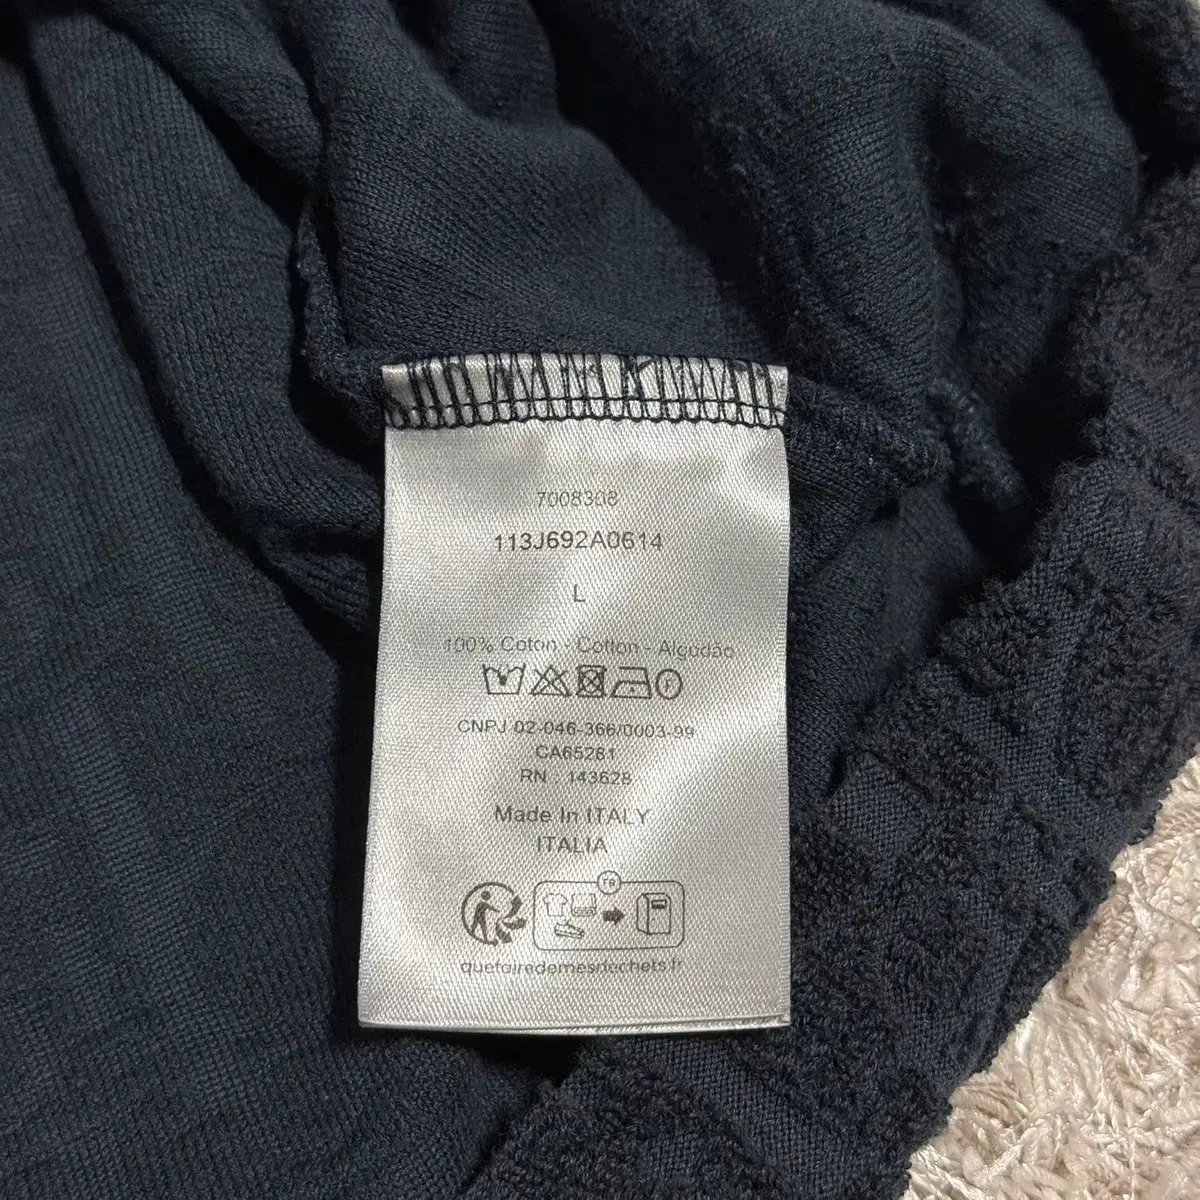 7008308
113J692A0614
L
100% Coton - Cotton - Algodão
CNPJ 02-046-366/0003-99
CA65281
RN : 143628
Made In ITALY
ITALIA
FR
quefairedemesdechets.fr